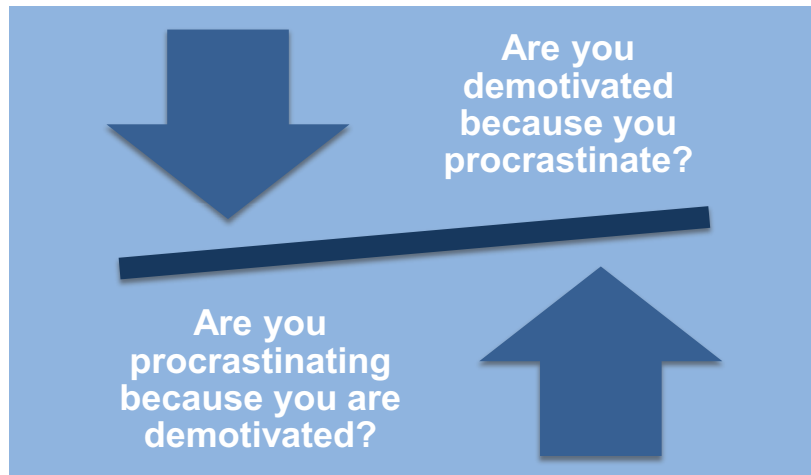 Are you
demotivated
because you
procrastinate?
Are you
procrastinating
because you are
demotivated?